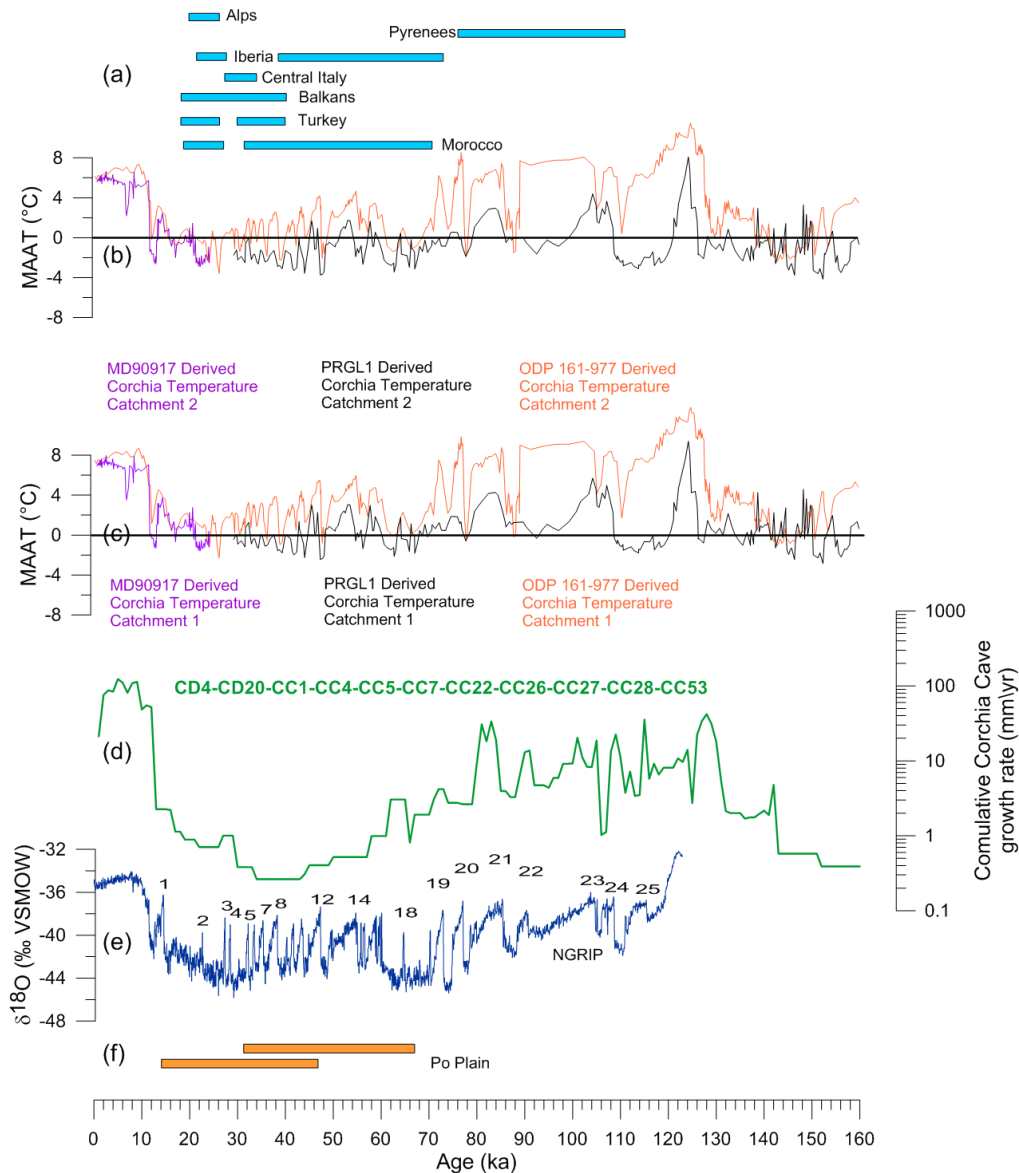 Alps
Pyrenees
Iberia
(a)
Central Italy
Balkans
Turkey
Morocco
8
4
0
-4
-8
MAAT (°C)
(b)
MD90917 Derived
Corchia Temperature
Catchment 2
PRGL1 Derived
Corchia Temperature
Catchment 2
ODP 161-977 Derived
Corchia Temperature
Catchment 2
8
4
0
-4
-8
MAAT (°C)
(c)
MD90917 Derived
Corchia Temperature
Catchment 1
PRGL1 Derived
Corchia Temperature
Catchment 1
ODP 161-977 Derived
Corchia Temperature
Catchment 1
1000
100
10
1
0.1
Comulative Corchia Cave
growth rate (mm\yr)
CD4-CD20-CC1-CC4-CC5-CC7-CC22-CC26-CC27-CC28-CC53
(d)
-32
-36
-40
-44
-48
δ18O (‰ VSMOW)
(e)
1 2 3 4 5 7 8 12 14 18 19 20 21 22 23 24 25
NGRIP
(f)
Po Plain
0 10 20 30 40 50 60 70 80 90 100 110 120 130 140 150 160
Age (ka)